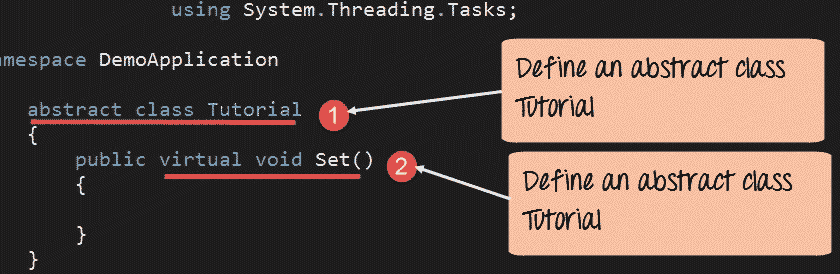 using System.Threading.Tasks;
amespace DemoApplication
abstract class Tutorial
1
Define an abstract class
Tutorial
{
public virtual void Set()
2
Define an abstract class
Tutorial
{
}
}